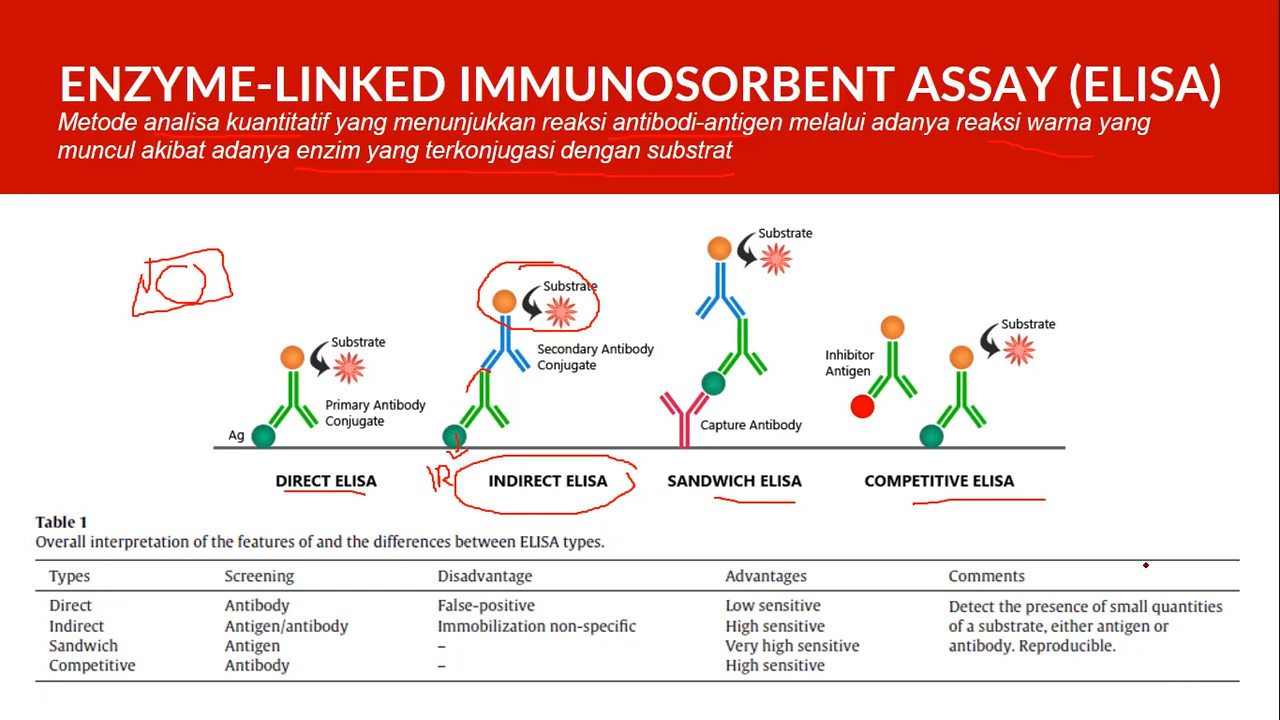 ENZYME-LINKED IMMUNOSORBENT ASSAY (ELISA)
Metode analisa kuantitatif yang menunjukkan reaksi antibodi-antigen melalui adanya reaksi warna yang
muncul akibat adanya enzim yang terkonjugasi dengan substrat
Substrate
Primary Antibody
Conjugate
Ag
DIRECT ELISA
Substrate
Secondary Antibody
Conjugate
INDIRECT ELISA
Substrate
Capture Antibody
SANDWICH ELISA
Inhibitor
Antigen
Substrate
COMPETITIVE ELISA
Table 1
Overall interpretation of the features of and the differences between ELISA types.
Types Screening Disadvantage Advantages Comments
Direct Antibody False-positive Low sensitive Detect the presence of small quantities
Indirect Antigen/antibody Immobilization non-specific High sensitive of a substrate, either antigen or
Sandwich Antigen – Very high sensitive antibody. Reproducible.
Competitive Antibody – High sensitive